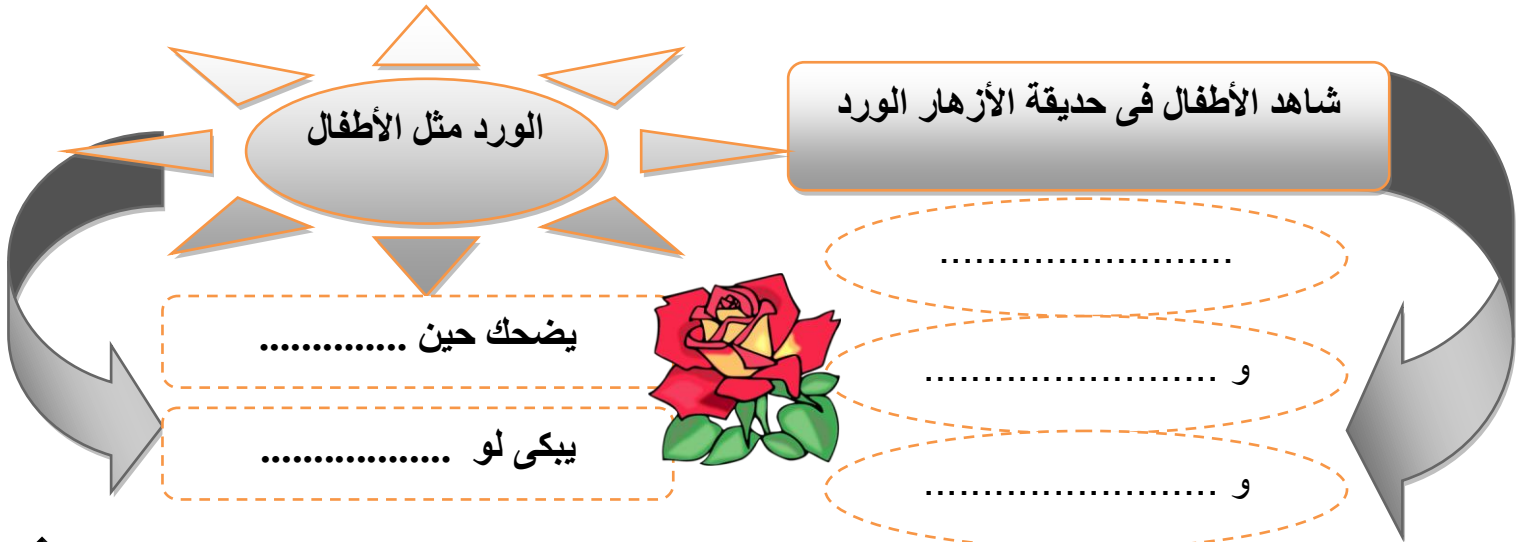 شاهد الأطفال فى حديقة الأزهار الورد
.........................
و .........................
و .........................
الورد مثل الأطفال
يضحك حين ..............
يبكى لو ..................